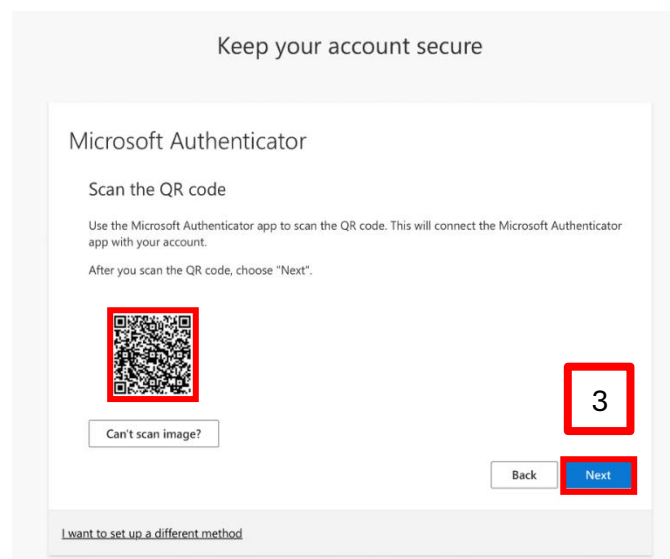 Keep your account secure
Microsoft Authenticator
Scan the QR code
Use the Microsoft Authenticator app to scan the QR code. This will connect the Microsoft Authenticator
app with your account.
After you scan the QR code, choose "Next".
3
Can't scan image?
Back Next
I want to set up a different method